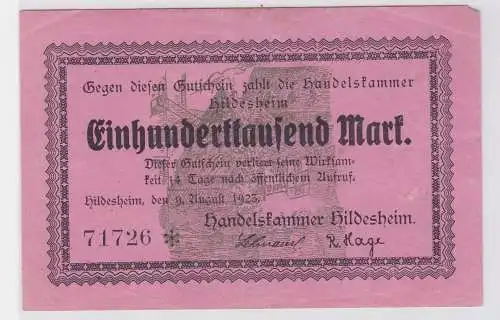 Gegen diesen Gutschein zahlt die Handelskammer
Hildesheim
Einhunderttausend Mark.
Dieser Gutschein verliert seine Wirksam-
keit 14 Tage nach öffentlichem Aufruf.
Hildesheim, den 9. August 1923.
Handelskammer Hildesheim.
71726 * R. Hage